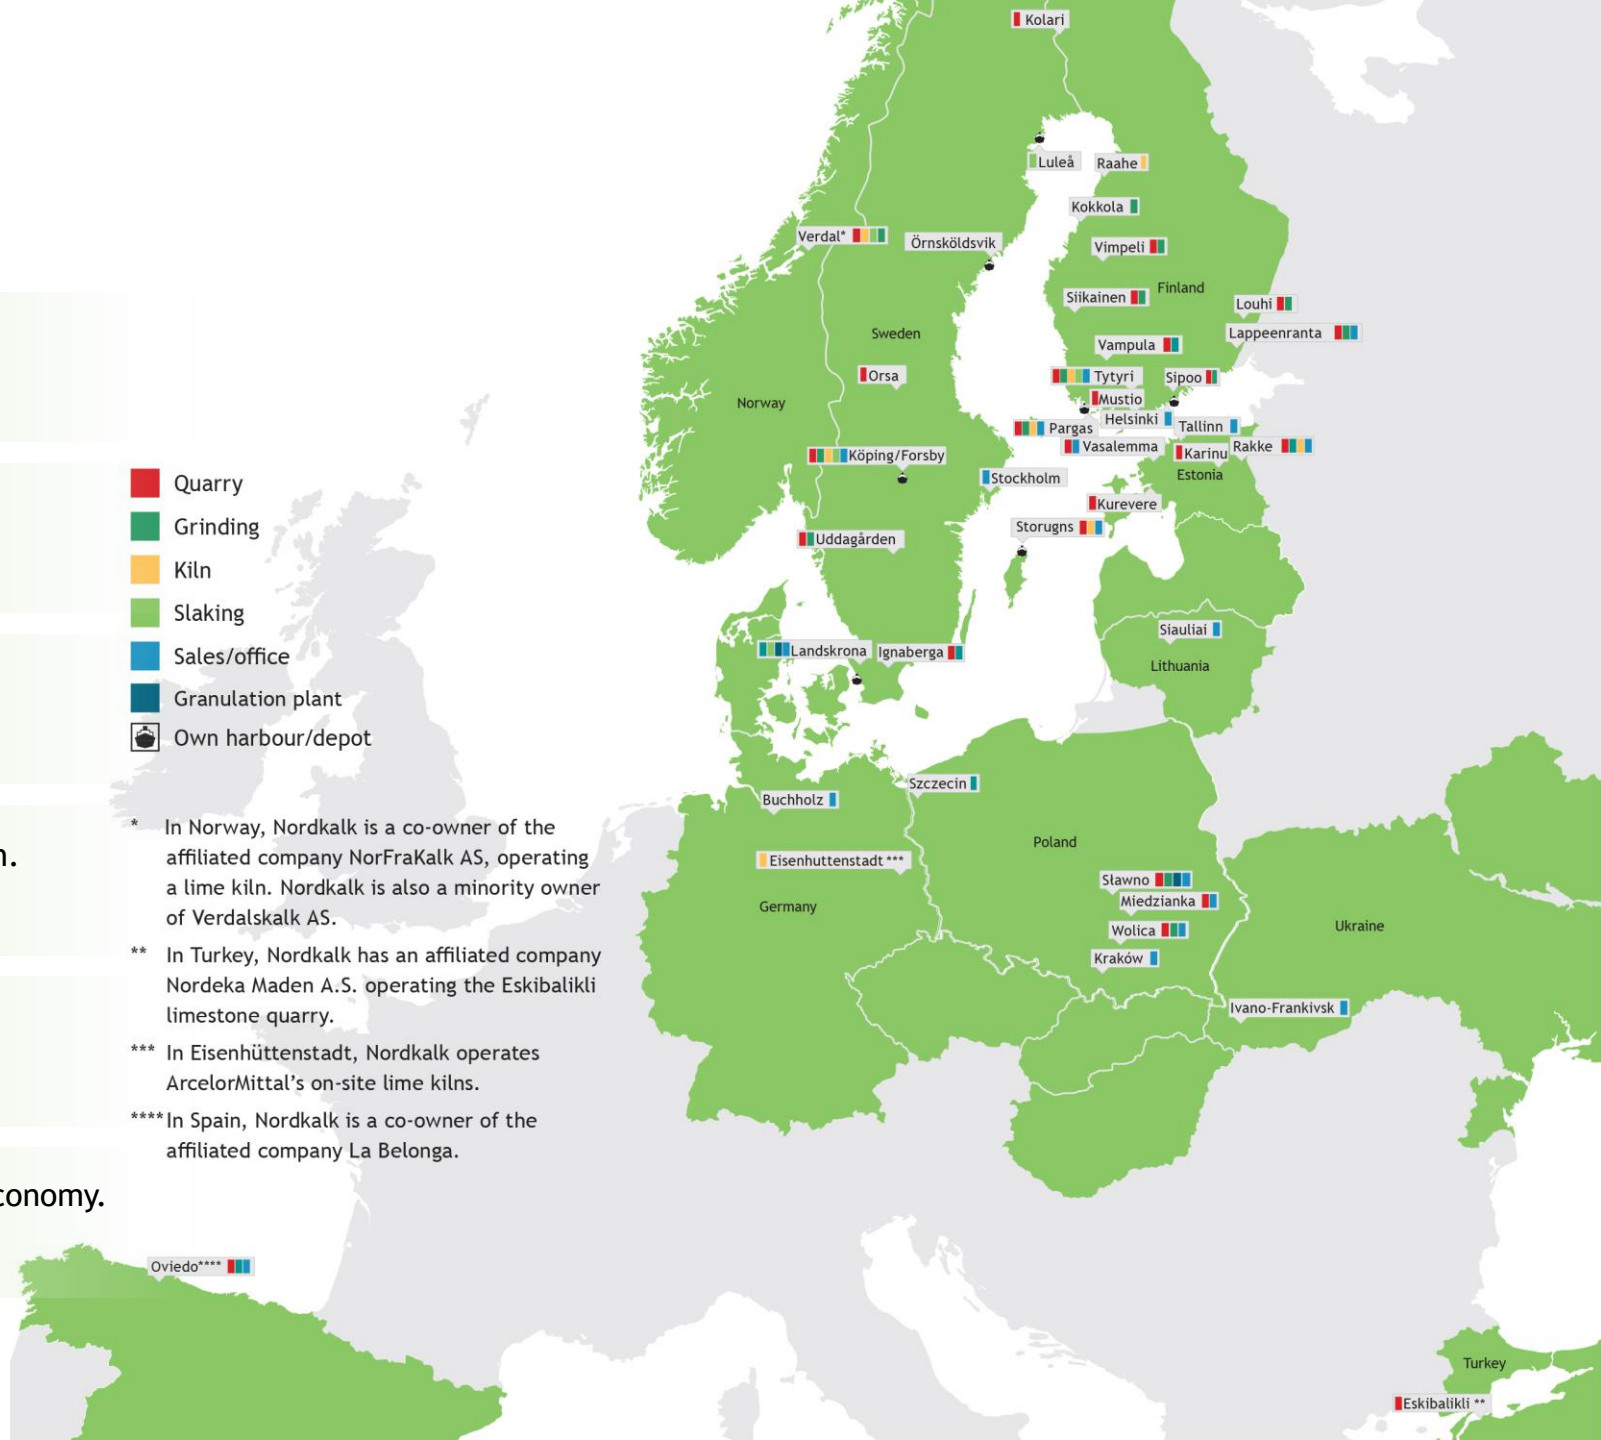 Kolari
Luleå
Raahe
Kokkola
Verdal*
Örnsköldsvik
Vimpeli
Finland
Siikainen
Louhi
Sweden
Lappeenranta
Vampula
Orsa
Tytyri
Sipoo
Norway
Mustio
Helsinki
Pargas
Tallinn
Vasalemma
Karinu
Rakke
Köping/Forsby
Estonia
Stockholm
Kurevere
Storugns
Uddagården
Siauliai
Landskrona
Ignaberga
Lithuania
Szczecin
Buchholz
Poland
Eisenhuttenstadt ***
Sławno
Germany
Miedzianka
Ukraine
Wolica
Kraków
Ivano-Frankivsk
Quarry
Grinding
Kiln
Slaking
Sales/office
Granulation plant
Own harbour/depot
* In Norway, Nordkalk is a co-owner of the
affiliated company NorFraKalk AS, operating
a lime kiln. Nordkalk is also a minority owner
of Verdalskalk AS.
** In Turkey, Nordkalk has an affiliated company
Nordeka Maden A.S. operating the Eskibalikli
limestone quarry.
*** In Eisenhüttenstadt, Nordkalk operates
ArcelorMittal's on-site lime kilns.
**** In Spain, Nordkalk is a co-owner of the
affiliated company La Belonga.
Oviedo****
Turkey
Eskibalikli **